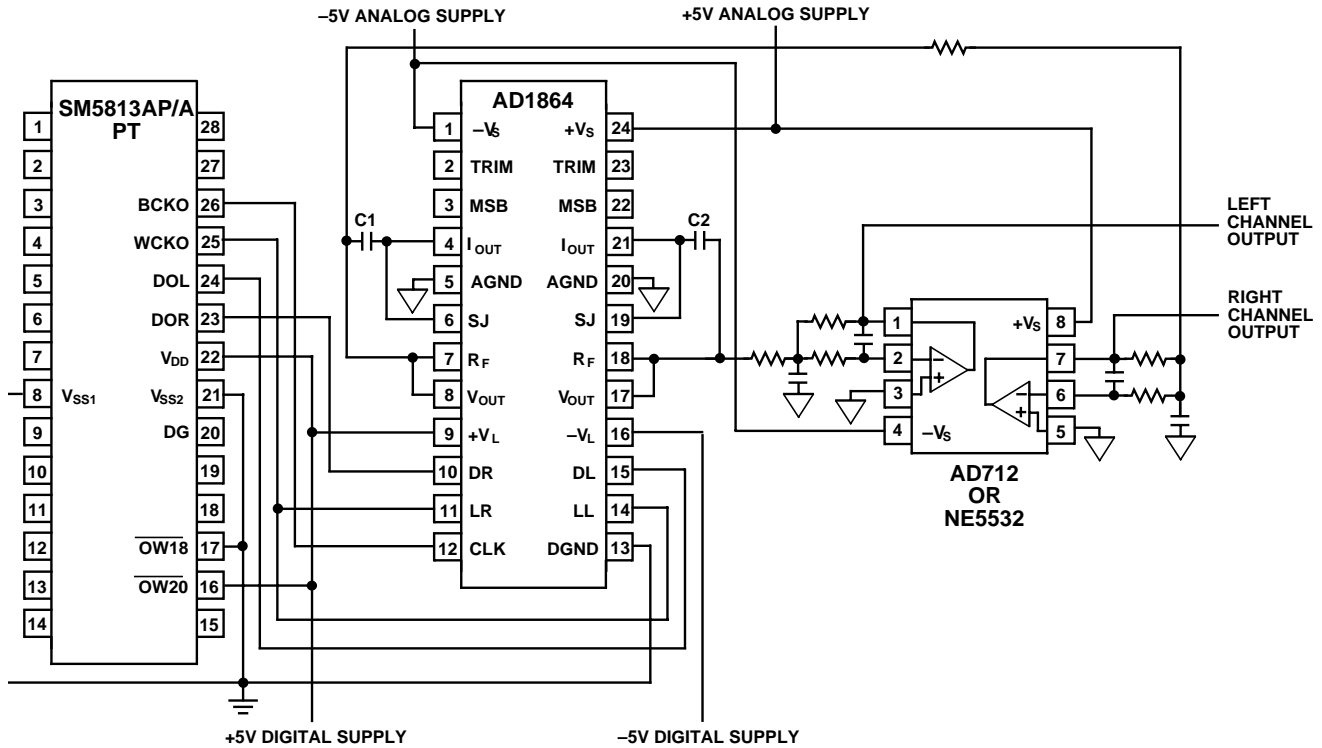 –5V ANALOG SUPPLY
+5V ANALOG SUPPLY
SM5813AP/A
PT
1
2
3
4
5
6
7
8 VSS1
9
10
11
12
13
14
28
27
BCKO 26
WCKO 25
DOL 24
DOR 23
VDD 22
VSS2 21
DG 20
19
18
OW18 17
OW20 16
15
C1
AD1864
1 –VS
2 TRIM
3 MSB
4 IOUT
5 AGND
6 SJ
7 RF
8 VOUT
9 +VL
10 DR
11 LR
12 CLK
+VS 24
TRIM 23
MSB 22
IOUT 21
AGND 20
SJ 19
RF 18
VOUT 17
–VL 16
DL 15
LL 14
DGND 13
C2
LEFT
CHANNEL
OUTPUT
RIGHT
CHANNEL
OUTPUT
1
2
3
4 –VS
+VS 8
7
6
5
–
+
–
+
AD712
OR
NE5532
+5V DIGITAL SUPPLY
–5V DIGITAL SUPPLY